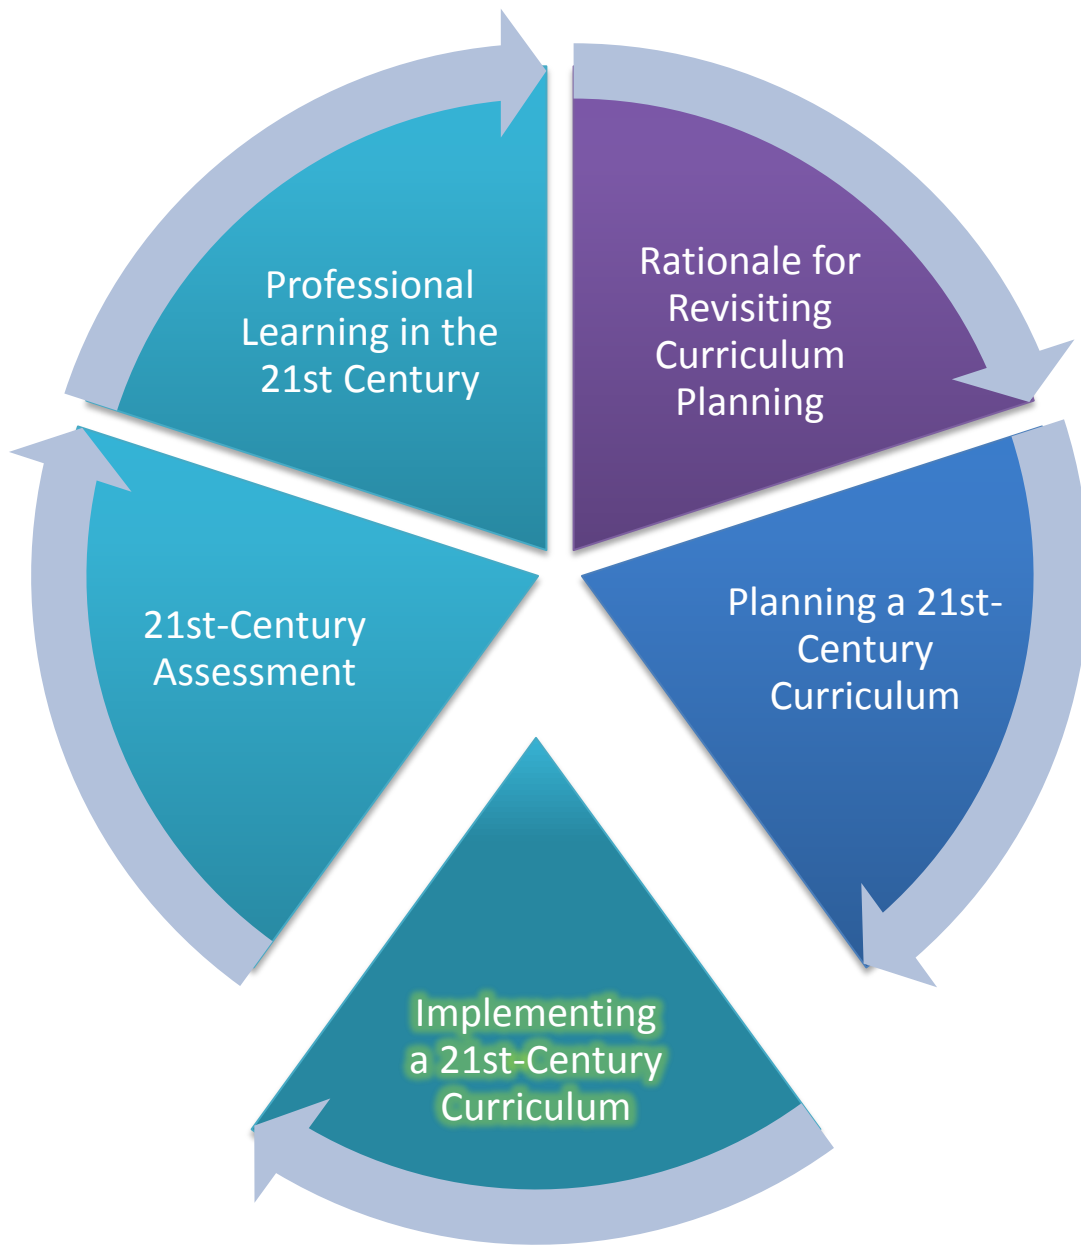 Rationale for
Revisiting
Curriculum
Planning
Planning a 21st-
Century
Curriculum
Implementing
a 21st-Century
Curriculum
21st-Century
Assessment
Professional
Learning in the
21st Century